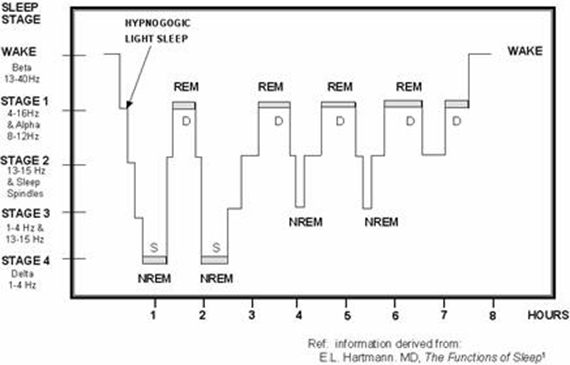 SLEEP
STAGE
HYPNOGOGIC
LIGHT SLEEP
WAKE
Beta
13-40Hz
WAKE
REM
REM
REM
REM
STAGE 1
4-16Hz
& Alpha
8-12Hz
D
D
D
D
D
STAGE 2
13-15 Hz
& Sleep
Spindles
STAGE 3
1-4 Hz &
13-15 Hz
NREM
NREM
S
S
STAGE 4
Delta
1-4 Hz
NREM
NREM
1 2 3 4 5 6 7 8 HOURS
Ref: information derived from:
E.L. Hartmann. MD, The Functions of Sleep¹